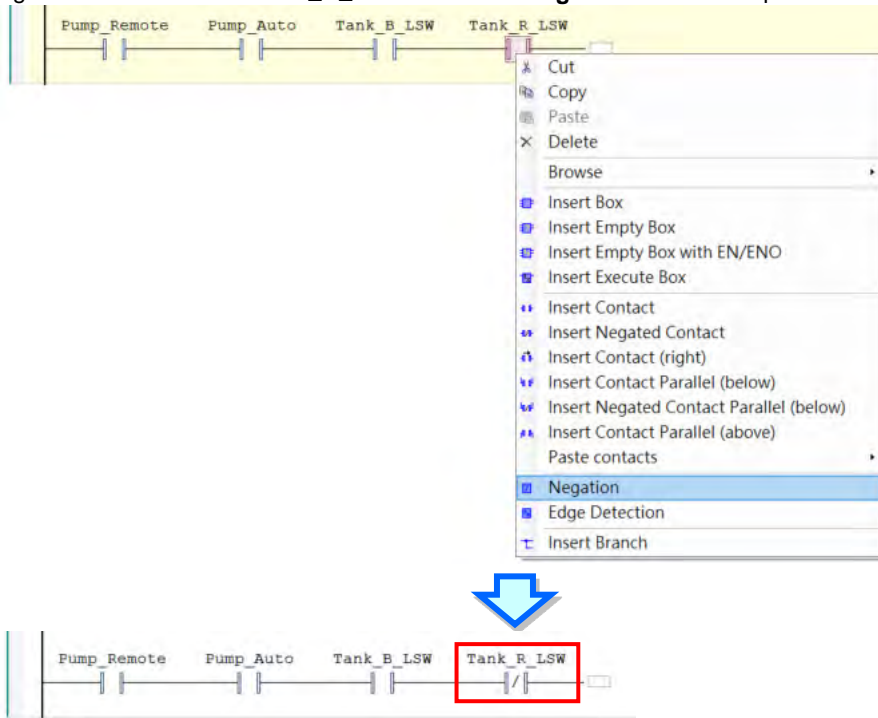 Pump_Remote Pump_Auto Tank_B_LSW Tank_R_LSW
Cut
Copy
Paste
Delete
Browse
Insert Box
Insert Empty Box
Insert Empty Box with EN/ENO
Insert Execute Box
Insert Contact
Insert Negated Contact
Insert Contact (right)
Insert Contact Parallel (below)
Insert Negated Contact Parallel (below)
Insert Contact Parallel (above)
Paste contacts
Negation
Edge Detection
Insert Branch
Pump_Remote Pump_Auto Tank_B_LSW Tank_R_LSW